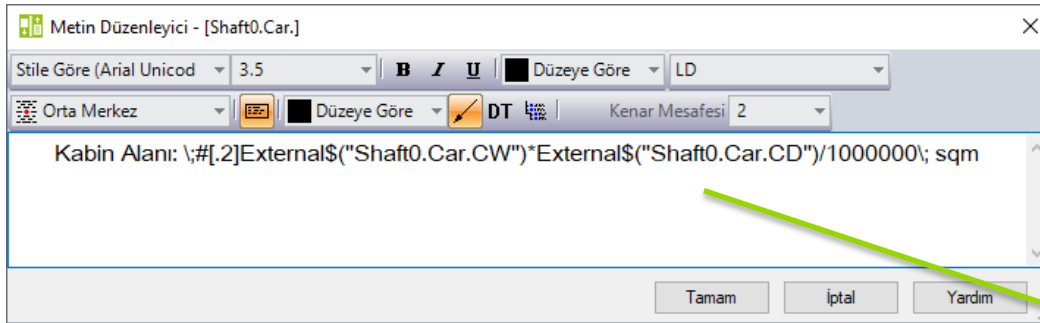 Metin Düzenleyici - [Shaft0.Car.]
Stile Göre (Arial Unicod 3.5 B I U Düzeye Göre LD
Orta Merkez Düzeye Göre DT Kenar Mesafesi 2
Kabin Alanı: \;#[.2]External$("Shaft0.Car.CW")*External$("Shaft0.Car.CD")/1000000\; sqm
Tamam İptal Yardım